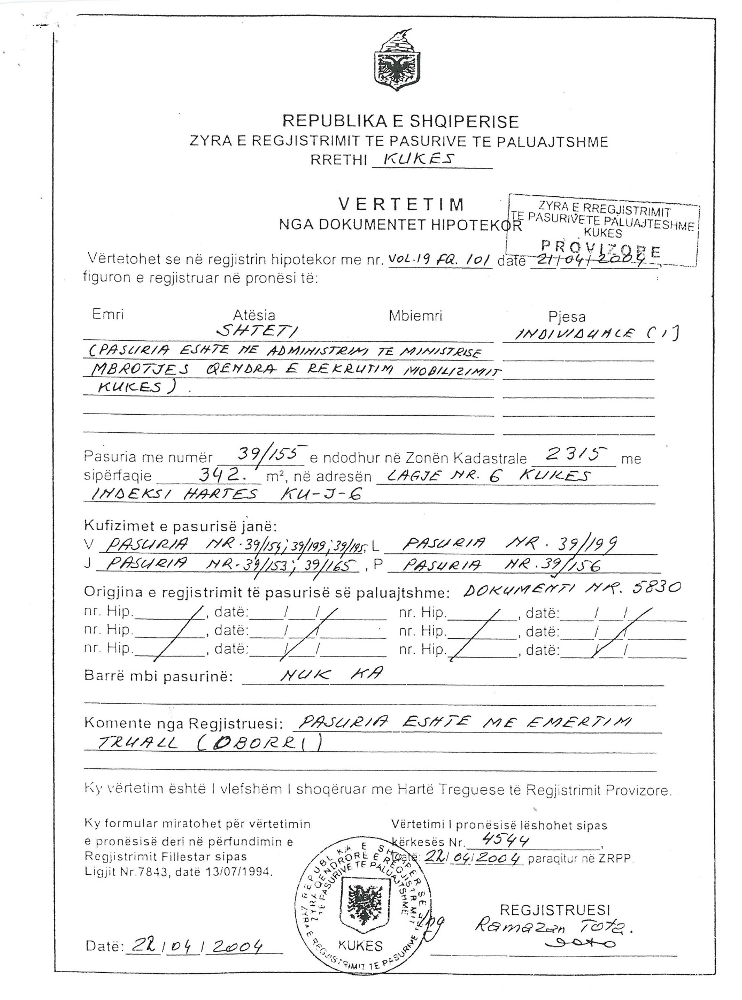 REPUBLIKA E SHQIPERISE
ZYRA E REGJISTRIMIT TE PASURIVE TE PALUAJTSHME
RRETHI KUKES
VERTETIM
NGA DOKUMENTET HIPOTEKOR
ZYRA E RREGJISTRIMIT
TE PASURIVETE PALUAJTESHME
KUKES
PROVIZORE
Vërtetohet se në regjistrin hipotekor me nr. VOL.19 FQ. 101 datë 21/04/2004,
figuron e regjistruar në pronësi të:
Emri Atësia Mbiemri Pjesa
SHTETI INDIVIDUALE (1)
(PASURIA ESHTE NE ADMINISTRIM TE MINISTRISE
MBROTJES QENDRA E REKRUTIM MOBILIZIMIT
KUKES).
Pasuria me numër 39/155 e ndodhur në Zonën Kadastrale 2315 me
sipërfaqie 342. m², në adresën LAGJE NR. 6 KUKES
INDEKSI HARTES KU-J-6
Kufizimet e pasurisë janë:
V PASURIA NR. 39/154; 39/199; 39/195, L PASURIA NR. 39/199
J PASURIA NR. 39/153; 39/165, P PASURIA NR. 39/156
Origjina e regjistrimit të pasurisë së paluajtshme: DOKUMENTI NR. 5830
nr. Hip. , datë: / / nr. Hip. , datë: / /
nr. Hip. , datë: / / nr. Hip. , datë: / /
nr. Hip. , datë: / / nr. Hip. , datë: / /
Barrë mbi pasurinë: NUK KA
Komente nga Regjistruesi: PASURIA ESHTE ME EMERTIM
TRUALL (OBORRI)
Ky vërtetim është I vlefshëm I shoqëruar me Hartë Treguese të Regjistrimit Provizore.
Ky formular miratohet për vërtetimin
e pronësisë deri në përfundimin e
Regjistrimit Fillestar sipas
Ligjit Nr.7843, datë 13/07/1994.
Vërtetimi I pronësisë lëshohet sipas
kërkesës Nr. 4544,
Datë: 22/04/2004 paraqitur në ZRPP.
REPUBLIKA E SHQIPERISE
ZYRA QENDRORE E REGJISTRIMIT
TE PASURIVE TE PALUAJTSHME
ZYRA E REGJISTRIMIT TE PASURIVE TE
KUKES
REGJISTRUESI
Ing Ramazan Tota.
Datë: 22/04/2004